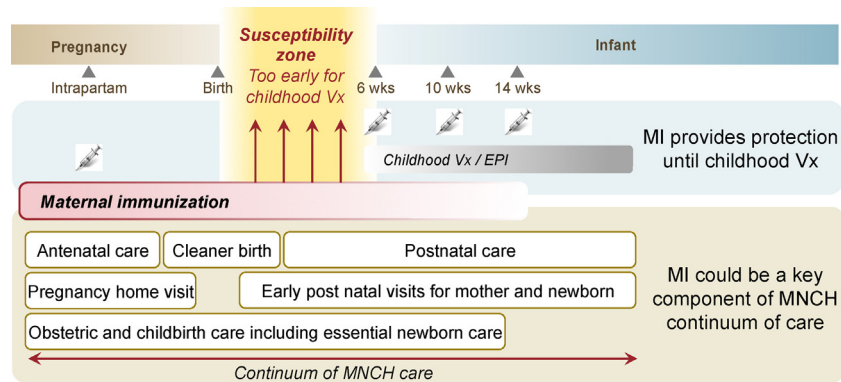 Pregnancy
Susceptibility
zone
Too early for
childhood Vx
Infant
Intrapartam
Birth
6 wks
10 wks
14 wks
Childhood Vx / EPI
MI provides protection
until childhood Vx
Maternal immunization
Antenatal care
Cleaner birth
Postnatal care
Pregnancy home visit
Early post natal visits for mother and newborn
Obstetric and childbirth care including essential newborn care
MI could be a key
component of MNCH
continuum of care
Continuum of MNCH care